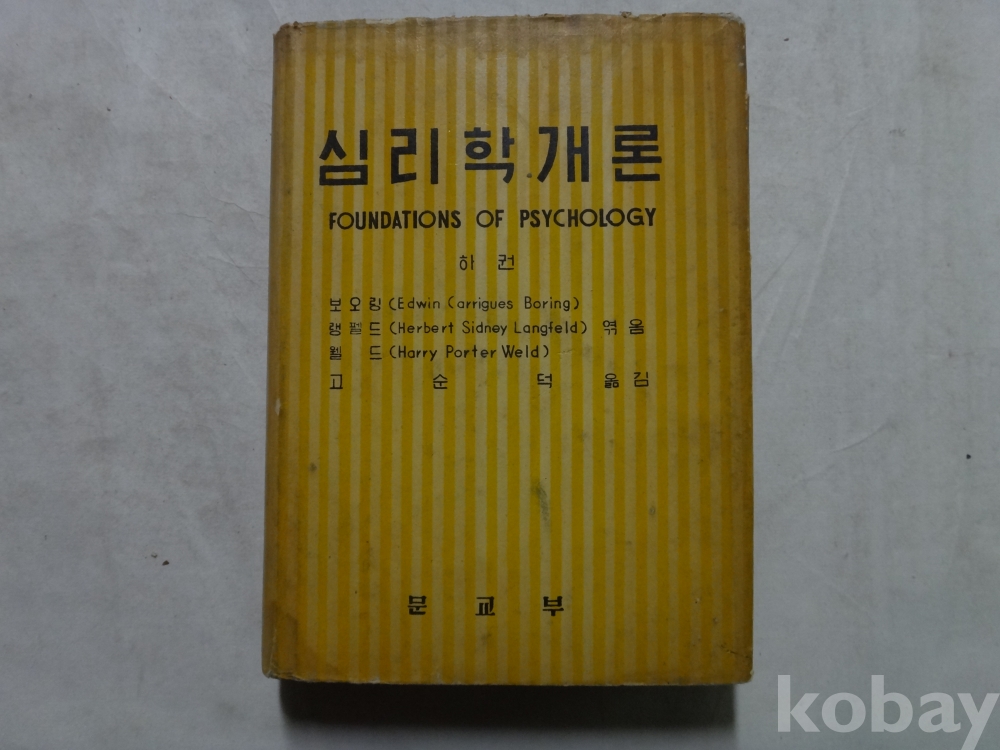 심리학개론
FOUNDATIONS OF PSYCHOLOGY
하 권
보오링 (Edwin Carrigues Boring)
랭펠드 (Herbert Sidney Langfeld) 엮음
웰 드 (Harry Porter Weld)
고 순 덕 옮김
문교부
kobay